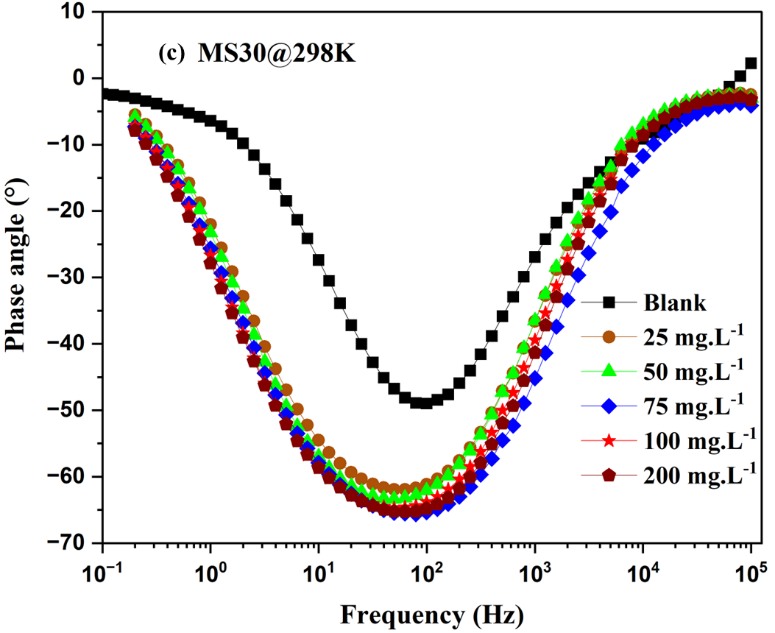 (c) MS30@298K
Phase angle (°)
10
0
−10
−20
−30
−40
−50
−60
−70
Blank
25 mg.L⁻¹
50 mg.L⁻¹
75 mg.L⁻¹
100 mg.L⁻¹
200 mg.L⁻¹
10⁻¹ 10⁰ 10¹ 10² 10³ 10⁴ 10⁵
Frequency (Hz)